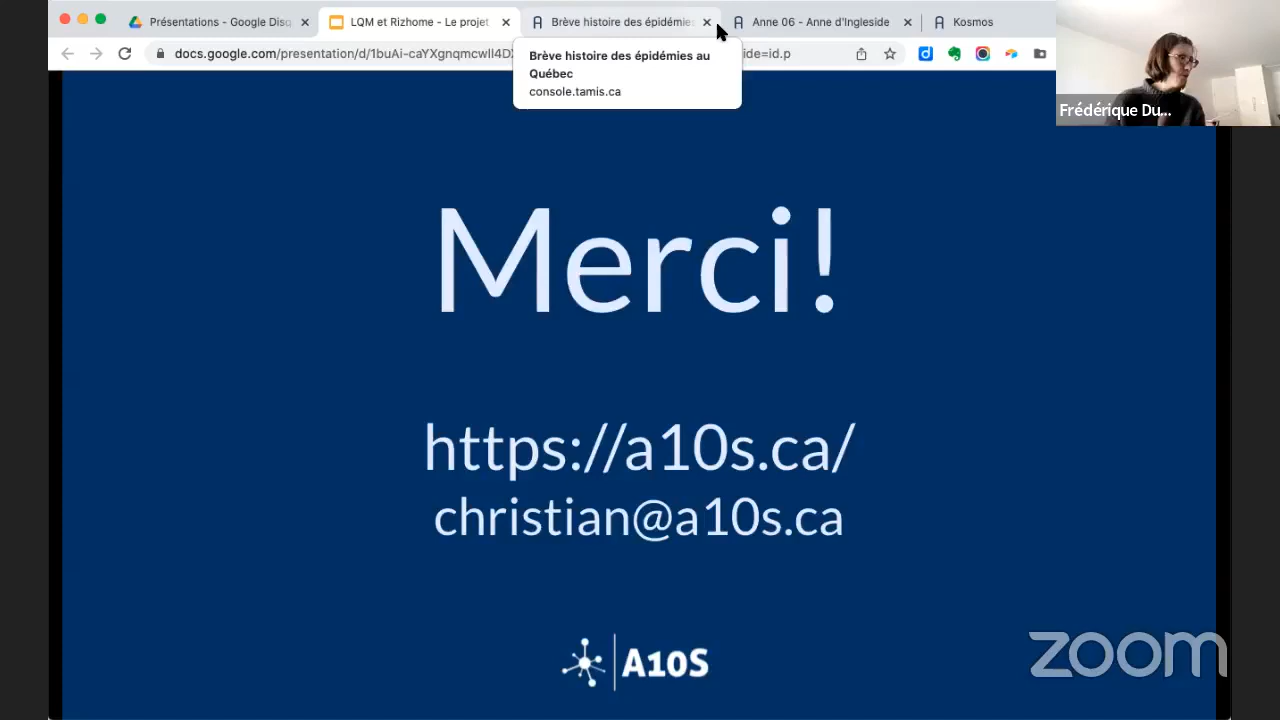 Présentations - Google Disq
LQM et Rizhome - Le projet
Brève histoire des épidémies
Anne 06 - Anne d'Ingleside
Kosmos
docs.google.com/presentation/d/1buAi-caYXgnqmcwII4D
ide=id.p
Brève histoire des épidémies au
Québec
console.tamis.ca
Frédérique Du...
Merci!
https://a10s.ca/
christian@a10s.ca
A10S
zoom